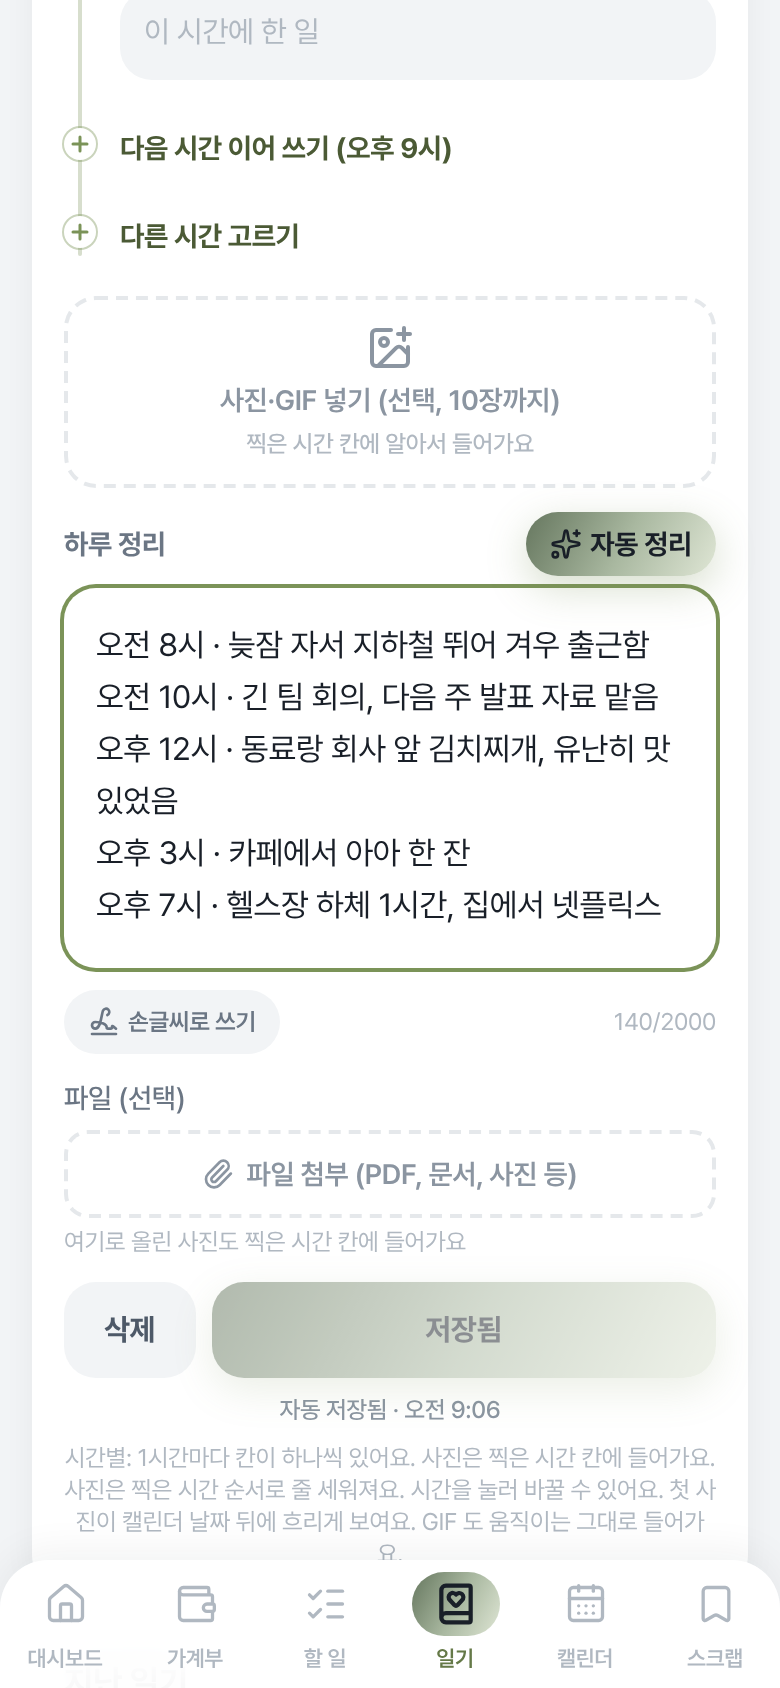 이 시간에 한 일
다음 시간 이어 쓰기 (오후 9시)
다른 시간 고르기
사진·GIF 넣기 (선택, 10장까지)
찍은 시간 칸에 알아서 들어가요
하루 정리
자동 정리
오전 8시 · 늦잠 자서 지하철 뛰어 겨우 출근함
오전 10시 · 긴 팀 회의, 다음 주 발표 자료 맡음
오후 12시 · 동료랑 회사 앞 김치찌개, 유난히 맛
있었음
오후 3시 · 카페에서 아아 한 잔
오후 7시 · 헬스장 하체 1시간, 집에서 넷플릭스
손글씨로 쓰기
140/2000
파일 (선택)
파일 첨부 (PDF, 문서, 사진 등)
여기로 올린 사진도 찍은 시간 칸에 들어가요
삭제
저장됨
자동 저장됨 · 오전 9:06
시간별: 1시간마다 칸이 하나씩 있어요. 사진은 찍은 시간 칸에 들어가요.
사진은 찍은 시간 순서로 줄 세워져요. 시간을 눌러 바꿀 수 있어요. 첫 사
진이 캘린더 날짜 뒤에 흐리게 보여요. GIF 도 움직이는 그대로 들어가
요.
대시보드
가계부
할 일
일기
캘린더
스크랩
지난 일기